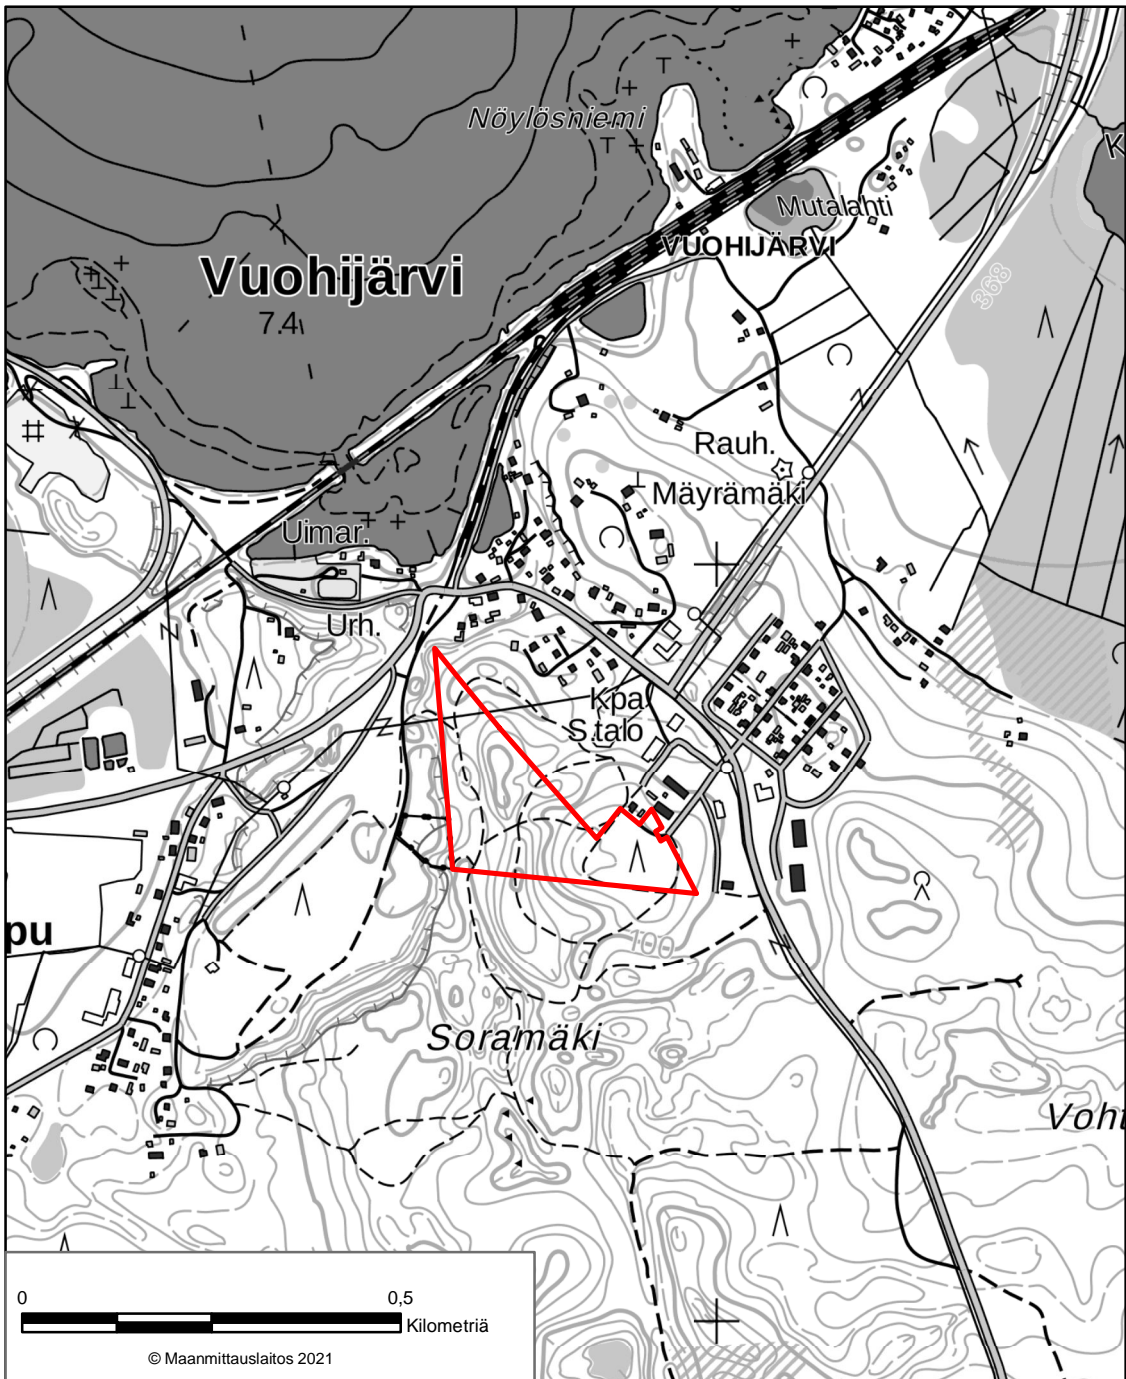 Nöylösniemi
K
Mutalahti
VUOHIJÄRVI
Vuohijärvi
368
7.4
Rauh.
Mäyrämäki
Uimar.
Urh.
Kpa
S.talo
pu
100
Soramäki
Voht
0 0,5
Kilometriä
© Maanmittauslaitos 2021